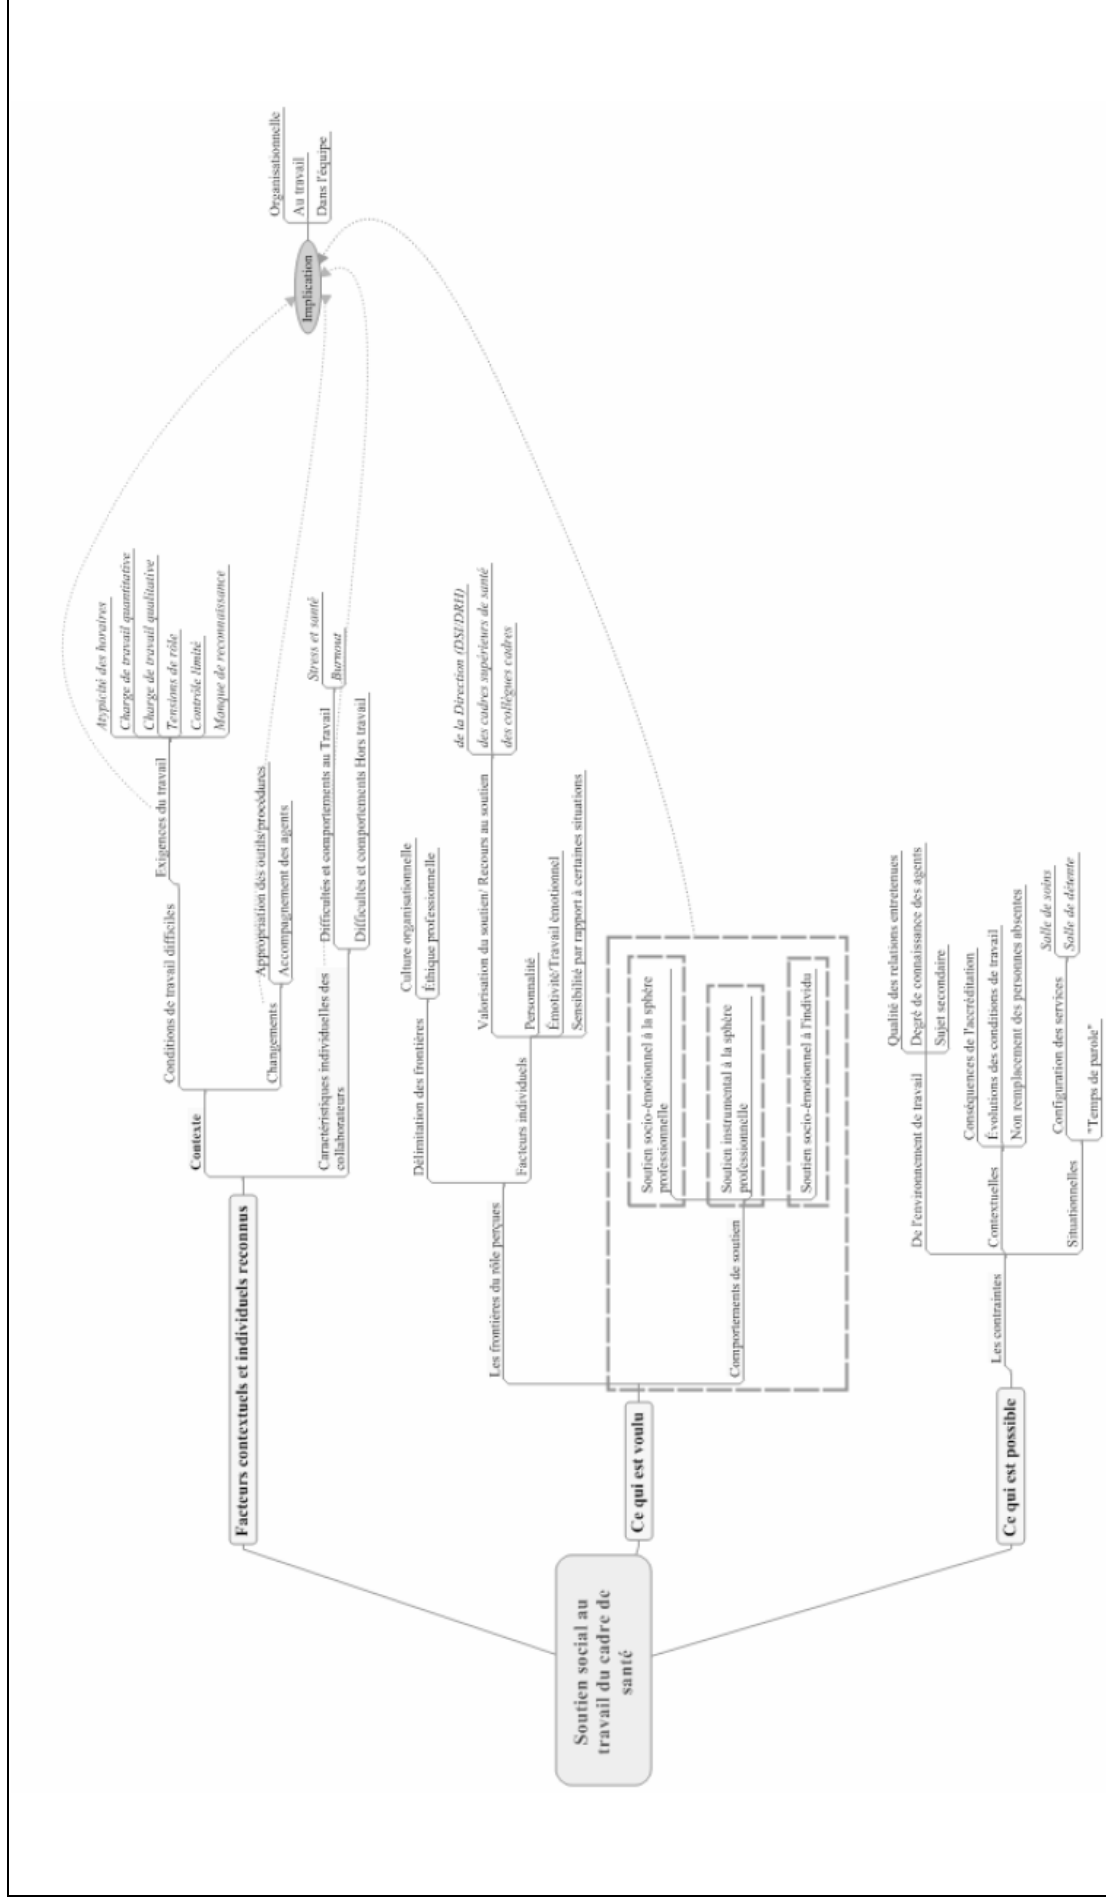 Soutien social au
travail du cadre de
santé
Facteurs contextuels et individuels reconnus
Contexte
Conditions de travail difficiles
Exigences du travail
Atypicité des horaires
Charge de travail quantitative
Charge de travail qualitative
Tensions de rôle
Contrôle limité
Manque de reconnaissance
Changements
Appropriation des outils/procédures
Accompagnement des agents
Caractéristiques individuelles des
collaborateurs
Difficultés et comportements au Travail
Stress et santé
Burnout
Difficultés et comportements Hors travail
Implication
Organisationnelle
Au travail
Dans l'équipe
Ce qui est voulu
Les frontières du rôle perçues
Délimitation des frontières
Culture organisationnelle
Éthique professionnelle
Facteurs individuels
Valorisation du soutien/ Recours au soutien
de la Direction (DSI/DRH)
des cadres supérieurs de santé
des collègues cadres
Personnalité
Émotivité/Travail émotionnel
Sensibilité par rapport à certaines situations
Comportements de soutien
Soutien socio-émotionnel à la sphère
professionnelle
Soutien instrumental à la sphère
professionnelle
Soutien socio-émotionnel à l'individu
Ce qui est possible
Les contraintes
De l'environnement de travail
Qualité des relations entretenues
Degré de connaissance des agents
Sujet secondaire
Contextuelles
Conséquences de l'accréditation
Évolutions des conditions de travail
Non remplacement des personnes absentes
Situationnelles
Configuration des services
Salle de soins
Salle de détente
"Temps de parole"